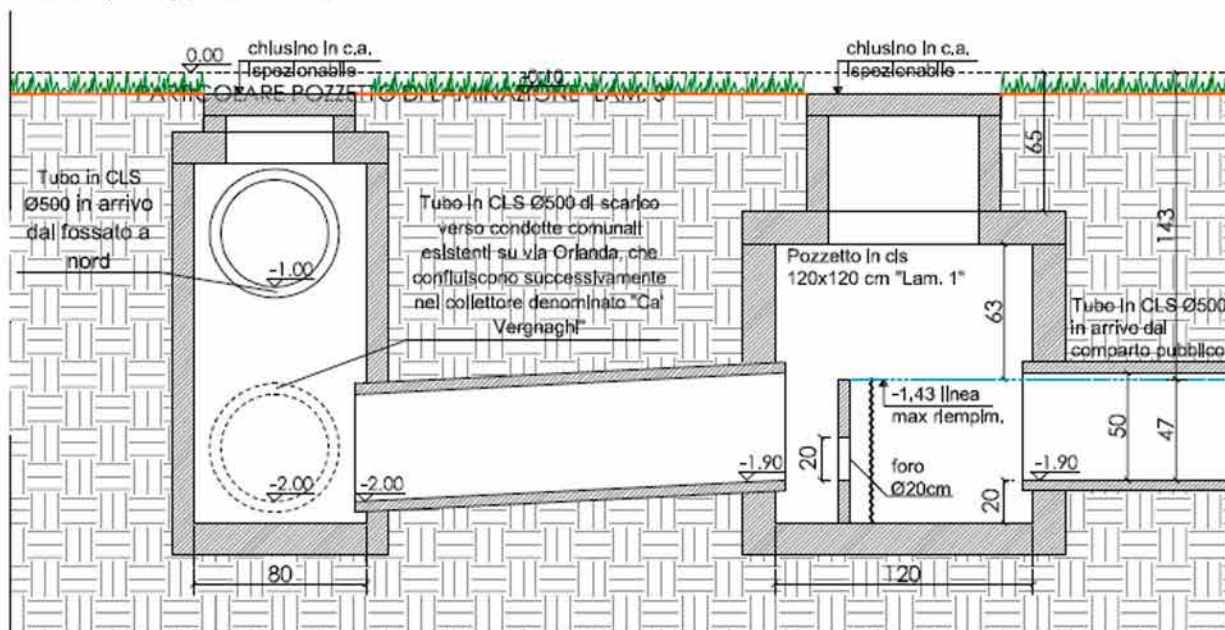 0.00
chiusino in c.a.
ispezionabile
-0.10
chiusino in c.a.
ispezionabile
PARTICOLARE POZZETTO DI LAMINAZIONE "LAM. 3"
65
143
Tubo in CLS
Ø500 in arrivo
dal fossato a
nord
-1.00
Tubo in CLS Ø500 di scarico
verso condotte comunali
esistenti su via Orlanda, che
confluiscono successivamente
nel collettore denominato "Ca'
Vergnaghi"
Pozzetto in cls
120x120 cm "Lam. 1"
63
Tubo in CLS Ø500
in arrivo dal
comparto pubblico
-1,43 linea
max riempim.
50
47
20
foro
Ø20cm
20
-1.90
-1.90
-2.00
-2.00
80
120